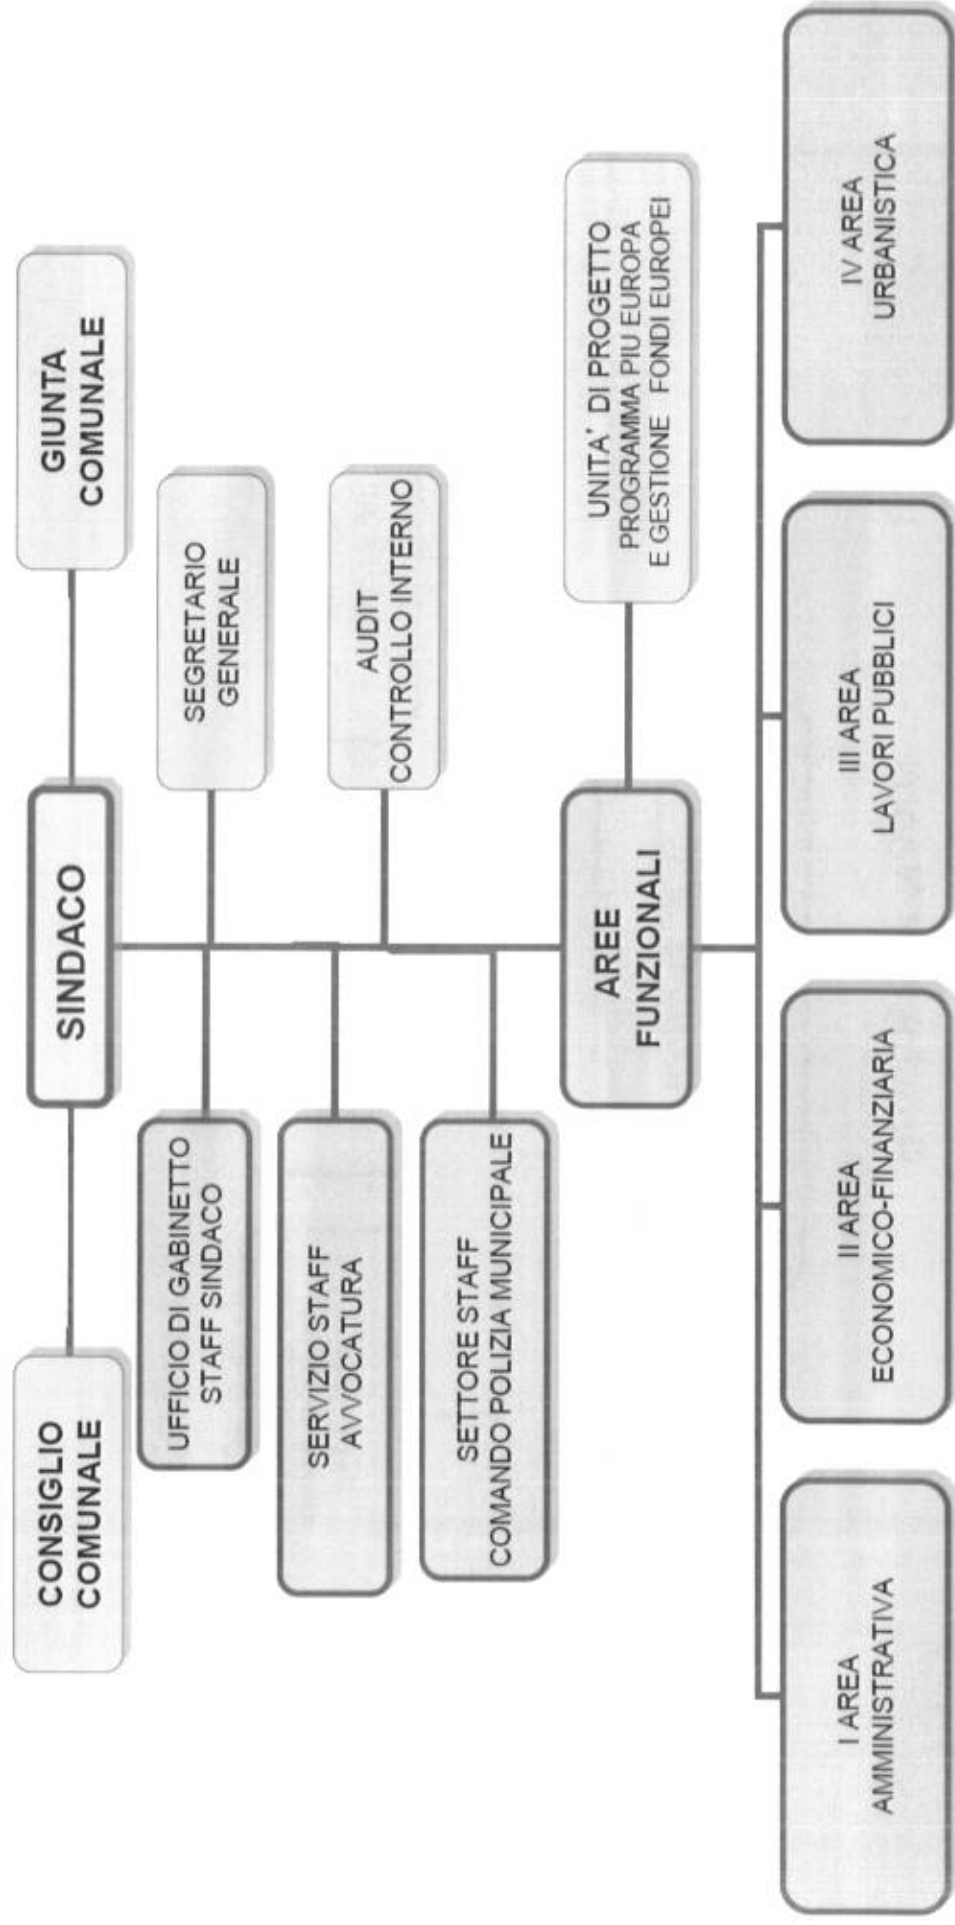 CONSIGLIO
COMUNALE
SINDACO
GIUNTA
COMUNALE
UFFICIO DI GABINETTO
STAFF SINDACO
SEGRETARIO
GENERALE
SERVIZIO STAFF
AVVOCATURA
AUDIT
CONTROLLO INTERNO
SETTORE STAFF
COMANDO POLIZIA MUNICIPALE
AREE
FUNZIONALI
UNITA' DI PROGETTO
PROGRAMMA PIU EUROPA
E GESTIONE FONDI EUROPEI
I AREA
AMMINISTRATIVA
II AREA
ECONOMICO-FINANZIARIA
III AREA
LAVORI PUBBLICI
IV AREA
URBANISTICA